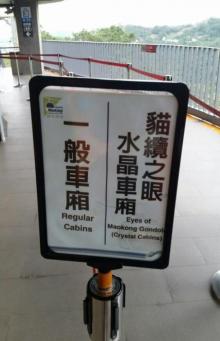 貓纜之眼
水晶車廂
Eyes of
Maokong Gondola
(Crystal Cabins)
一般車廂
Regular
Cabins